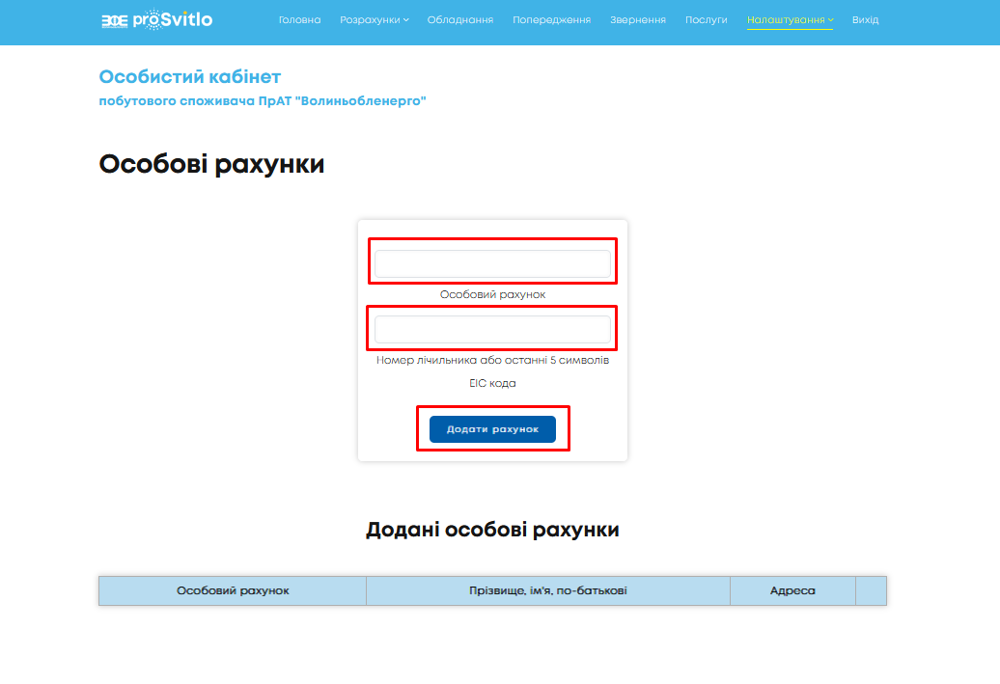 ВОЕ proSvitlo Головна Розрахунки Обладнання Попередження Звернення Послуги Налаштування Вихід
Особистий кабінет
побутового споживача ПрАТ "Волиньобленерго"
Особові рахунки
Особовий рахунок
Номер лічильника або останні 5 символів
EIC кода
Додати рахунок
Додані особові рахунки
Особовий рахунок Прізвище, ім'я, по-батькові Адреса